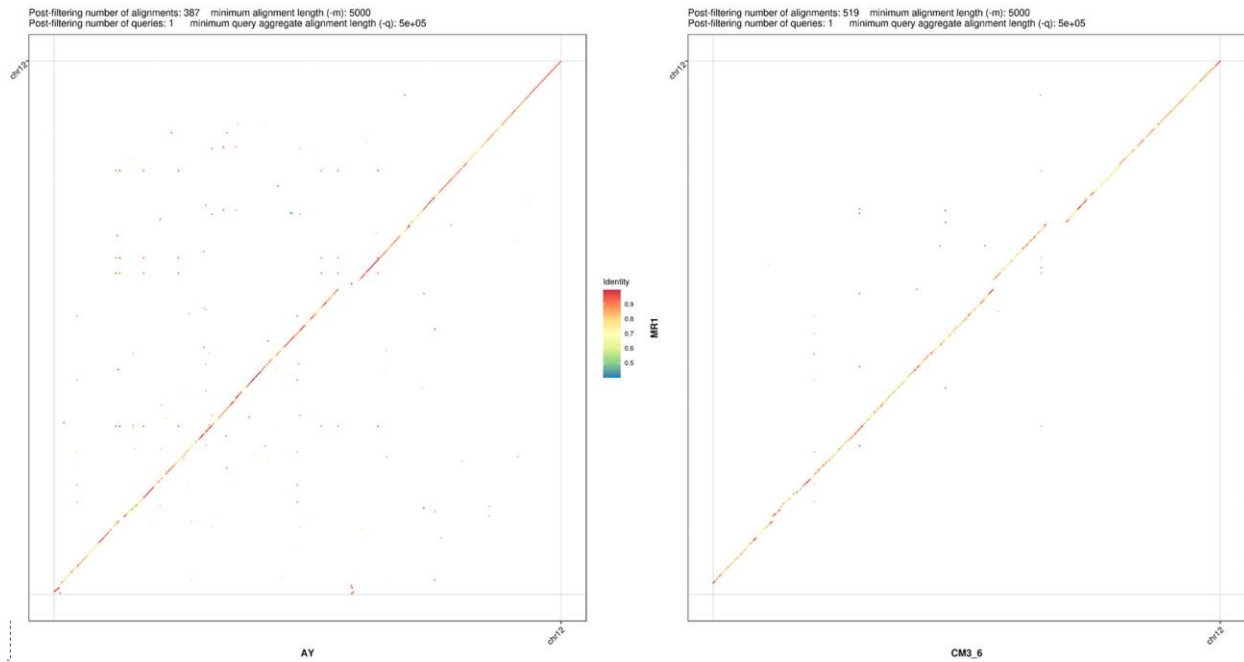 Post-filtering number of alignments: 387 minimum alignment length (-m): 5000
Post-filtering number of queries: 1 minimum query aggregate alignment length (-q): 5e+05
chr12
chr12
AY
Identity
0.9
0.8
0.7
0.6
0.5
MR1
Post-filtering number of alignments: 519 minimum alignment length (-m): 5000
Post-filtering number of queries: 1 minimum query aggregate alignment length (-q): 5e+05
chr12
chr12
CM3_6